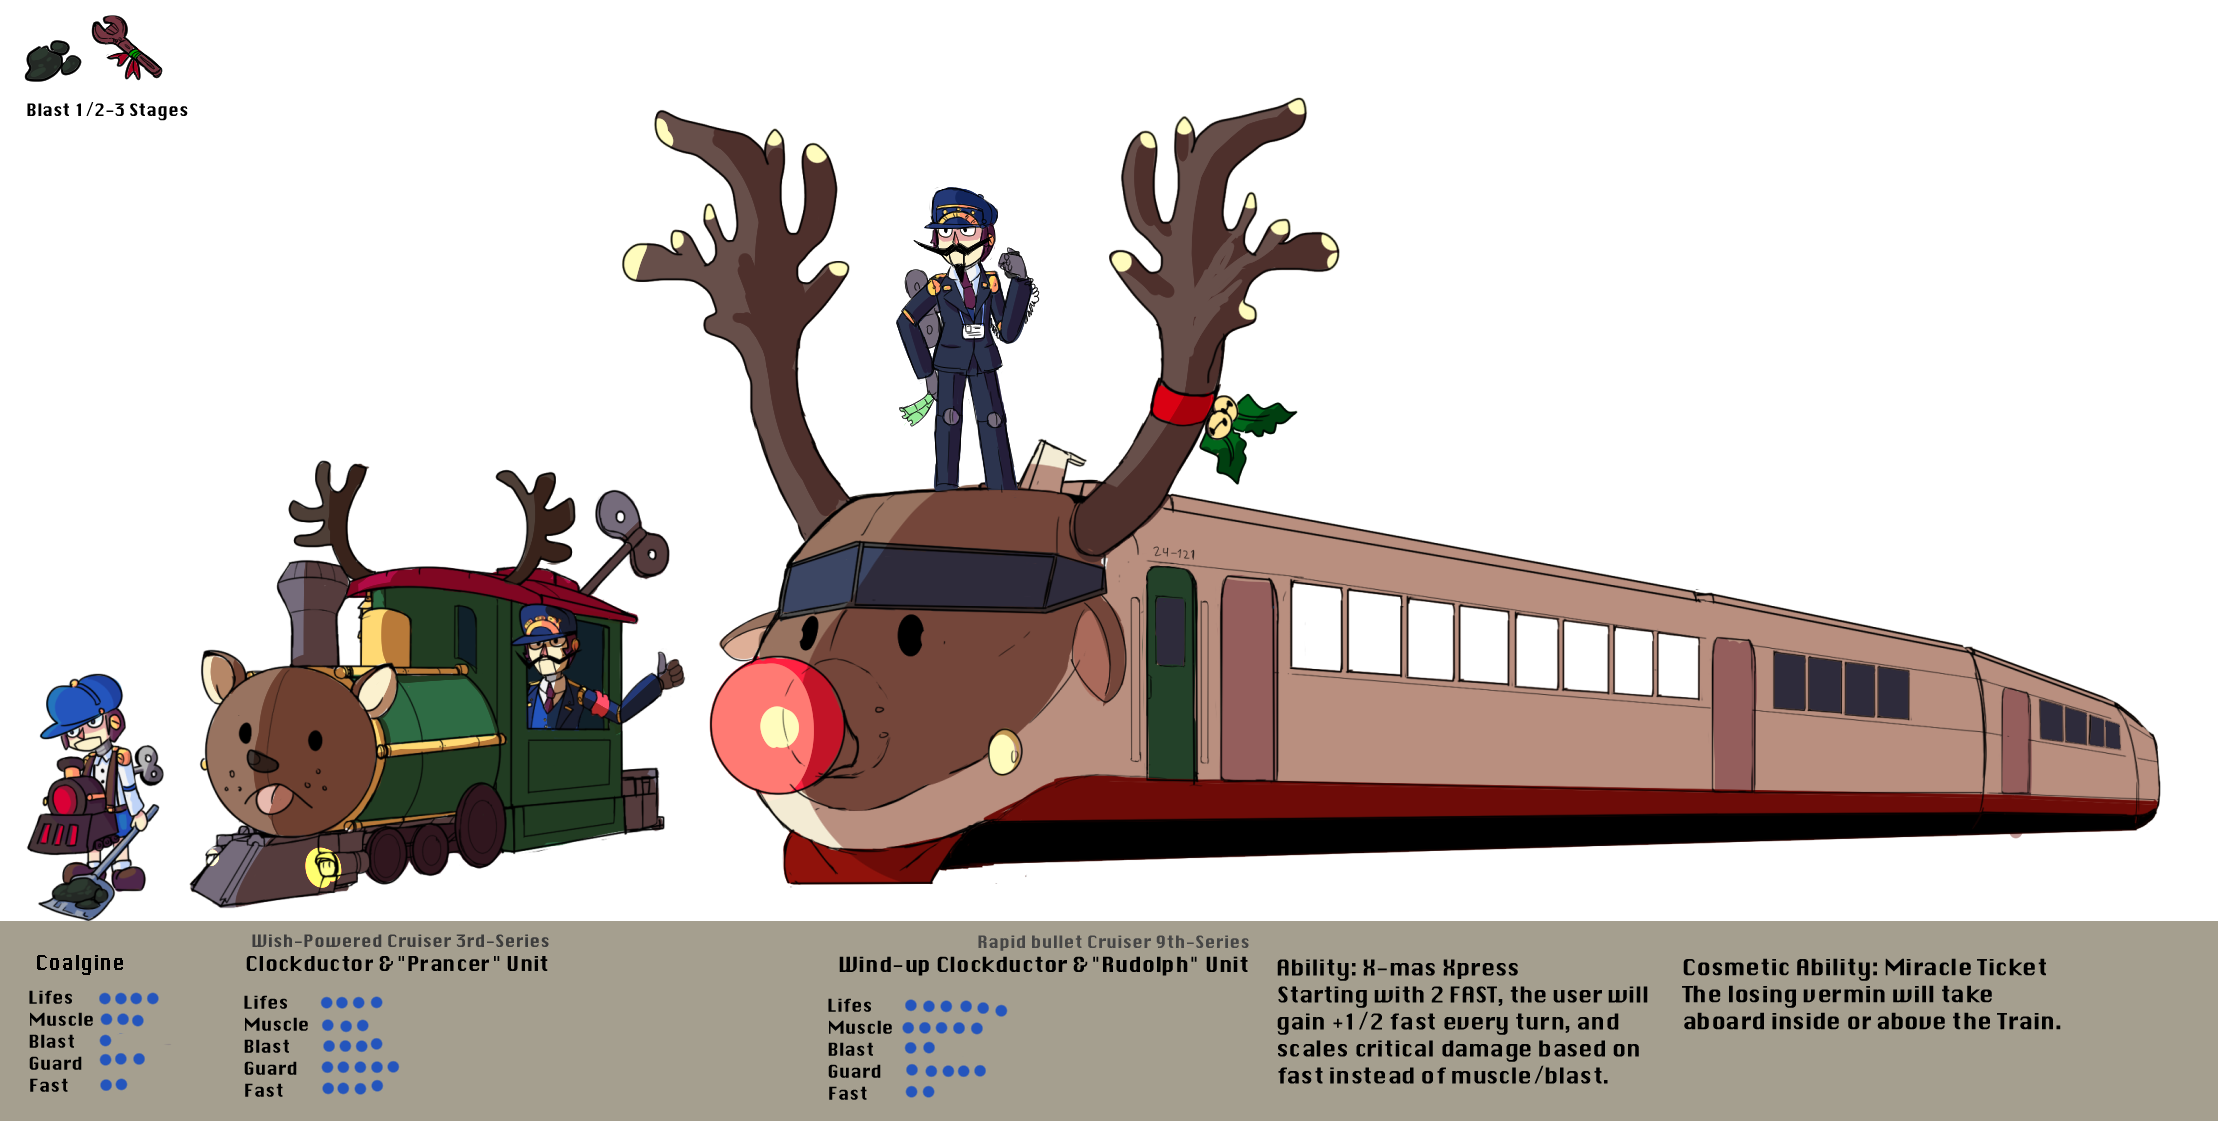 Blast 1/2-3 Stages
24-121
Coalgine
Lifes
Muscle
Blast
Guard
Fast
Wish-Powered Cruiser 3rd-Series
Clockductor & "Prancer" Unit
Lifes
Muscle
Blast
Guard
Fast
Rapid bullet Cruiser 9th-Series
Wind-up Clockductor & "Rudolph" Unit
Lifes
Muscle
Blast
Guard
Fast
Ability: X-mas Xpress
Starting with 2 FAST, the user will
gain +1/2 fast every turn, and
scales critical damage based on
fast instead of muscle/blast.
Cosmetic Ability: Miracle Ticket
The losing vermin will take
aboard inside or above the Train.